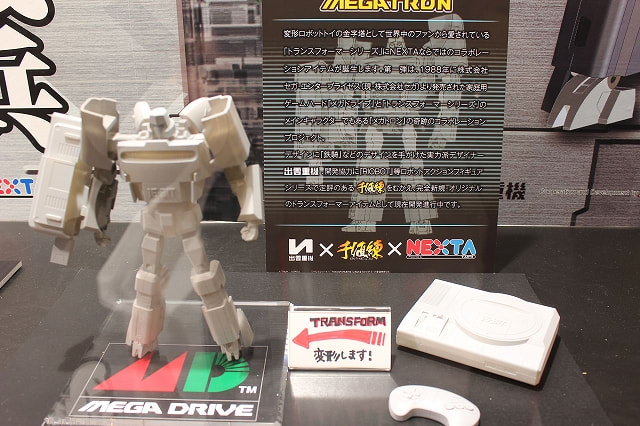 MEGATRON
変形ロボットトイの金字塔として世界中のファンから愛されている
「トランスフォーマーシリーズ」にNEXTAならではのコラボレー
ションアイテムが誕生します。第一弾は、1988年に株式会社
セガ・エンタープライゼス(現・株式会社セガ)より発売された家庭用
ゲームハード「メガドライブ」と「トランスフォーマーシリーズ」の
メインキャラクターでもある「メガトロン」の奇跡のコラボレーション
プロジェクト。
デザインに「鉄騎」などのデザインを手がけた実力派デザイナー
出雲重機、開発協力に「BIOBOT」等ロボットアクションフィギュア
シリーズで定評のある 千値練 をむかえ、完全新規・オリジナル
のトランスフォーマーアイテムとして現在開発進行中です。
出雲重機 × 千値練 × NEXTA
NEXTA
重機
TRANSFORM
変形します!
MD TM
MEGA DRIVE